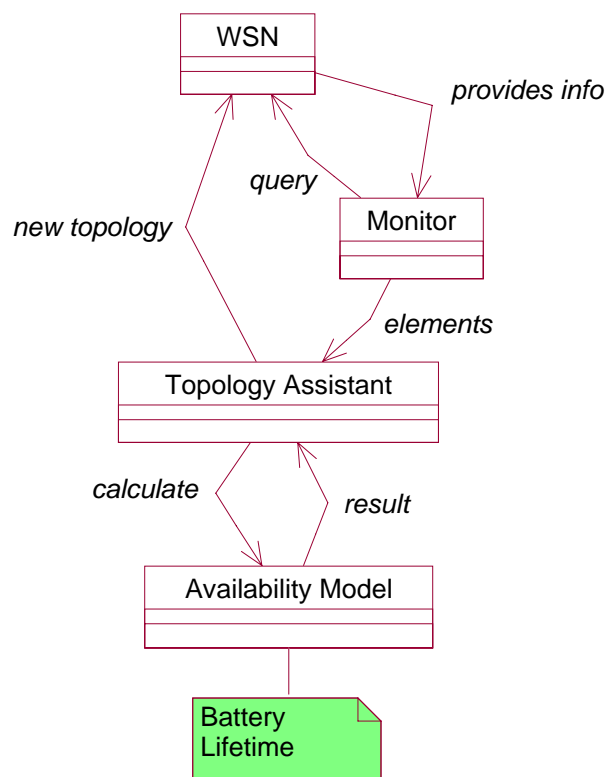 WSN
provides info
query
Monitor
new topology
elements
Topology Assistant
calculate
result
Availability Model
Battery
Lifetime